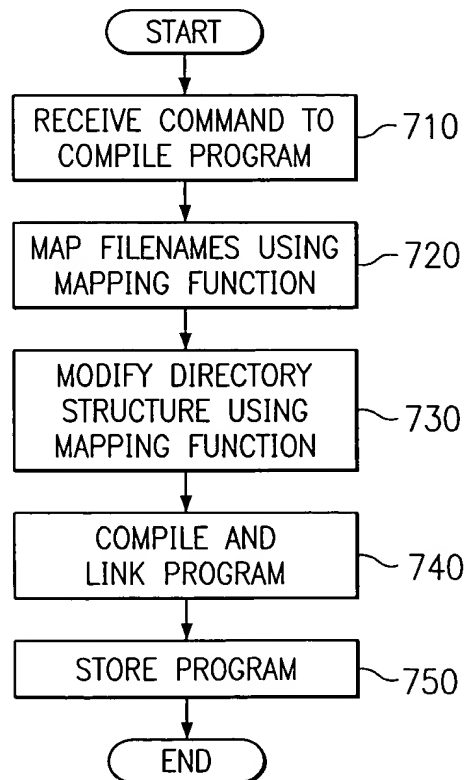 START
RECEIVE COMMAND TO
COMPILE PROGRAM
710
MAP FILENAMES USING
MAPPING FUNCTION
720
MODIFY DIRECTORY
STRUCTURE USING
MAPPING FUNCTION
730
COMPILE AND
LINK PROGRAM
740
STORE PROGRAM
750
END